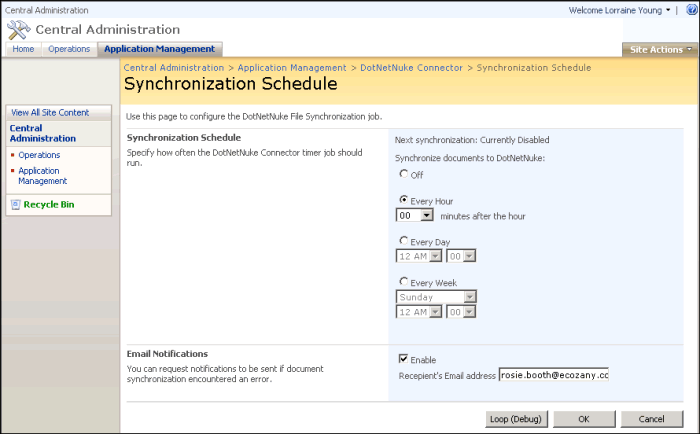 Central Administration
Welcome Lorraine Young
Central Administration
Home Operations Application Management
Site Actions
Central Administration > Application Management > DotNetNuke Connector > Synchronization Schedule
Synchronization Schedule
View All Site Content
Central Administration
Operations
Application Management
Recycle Bin
Use this page to configure the DotNetNuke File Synchronization job.
Synchronization Schedule
Specify how often the DotNetNuke Connector timer job should
run.
Next synchronization: Currently Disabled
Synchronize documents to DotNetNuke:
Off
Every Hour
00 minutes after the hour
Every Day
12 AM 00
Every Week
Sunday
12 AM 00
Email Notifications
You can request notifications to be sent if document
synchronization encountered an error.
Enable
Recepient's Email address rosie.booth@ecozany.cc
Loop (Debug) OK Cancel